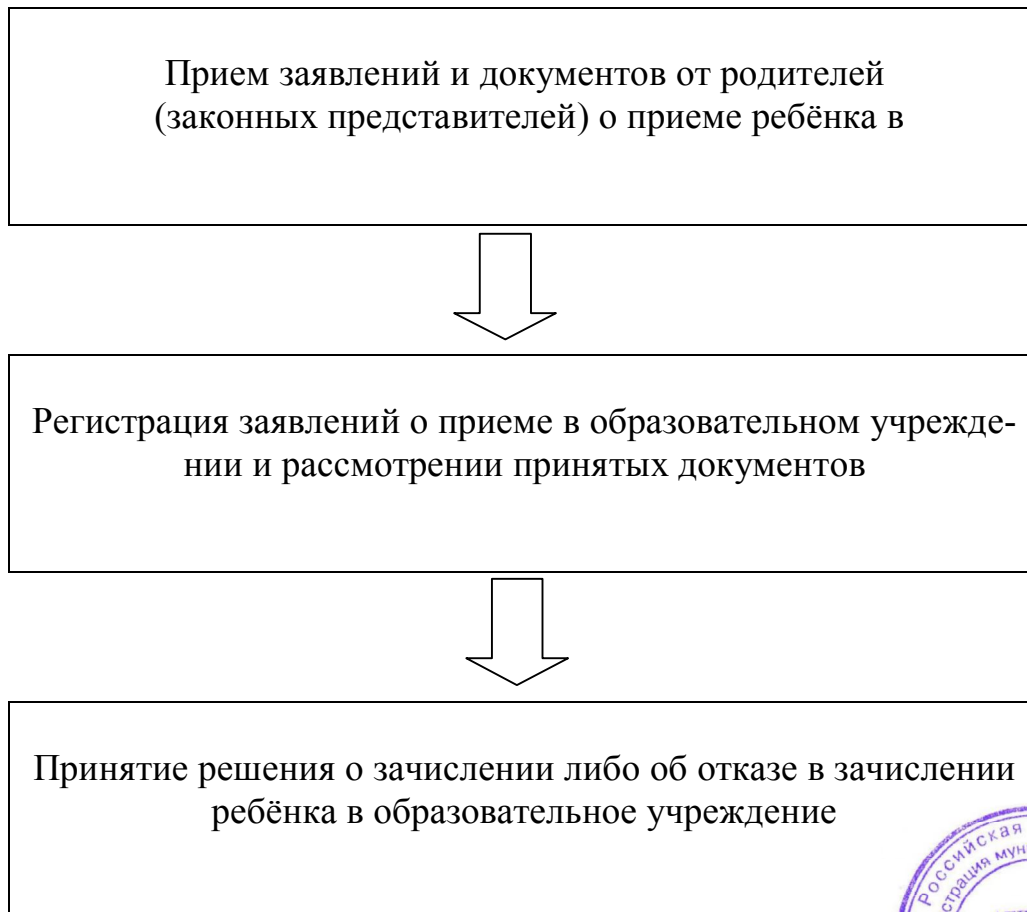 Прием заявлений и документов от родителей
(законных представителей) о приеме ребёнка в
Регистрация заявлений о приеме в образовательном учрежде-
нии и рассмотрении принятых документов
Принятие решения о зачислении либо об отказе в зачислении
ребёнка в образовательное учреждение
Российская